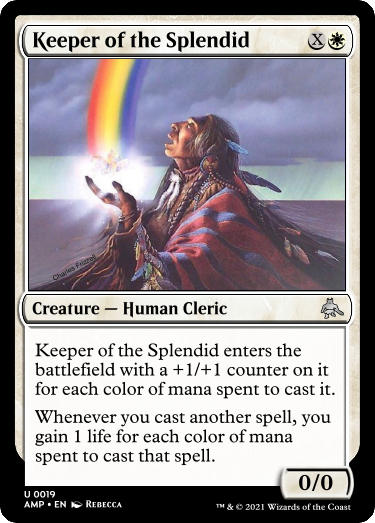 Keeper of the Splendid X
Charles Frizzell
Creature — Human Cleric
Keeper of the Splendid enters the
battlefield with a +1/+1 counter on it
for each color of mana spent to cast it.
Whenever you cast another spell, you
gain 1 life for each color of mana
spent to cast that spell.
0/0
U 0019
AMP • EN Rebecca
™ & © 2021 Wizards of the Coast